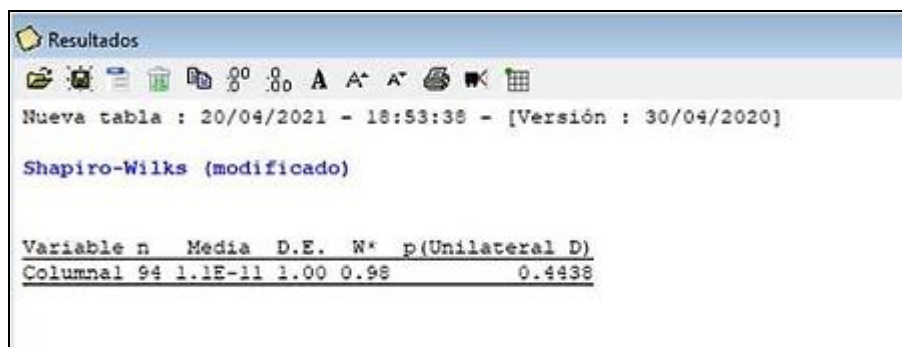 Resultados
Nueva tabla : 20/04/2021 - 18:53:38 - [Versión : 30/04/2020]
Shapiro-Wilks (modificado)
Variable n Media D.E. W* p(Unilateral D)
Columna1 94 1.1E-11 1.00 0.98 0.4438